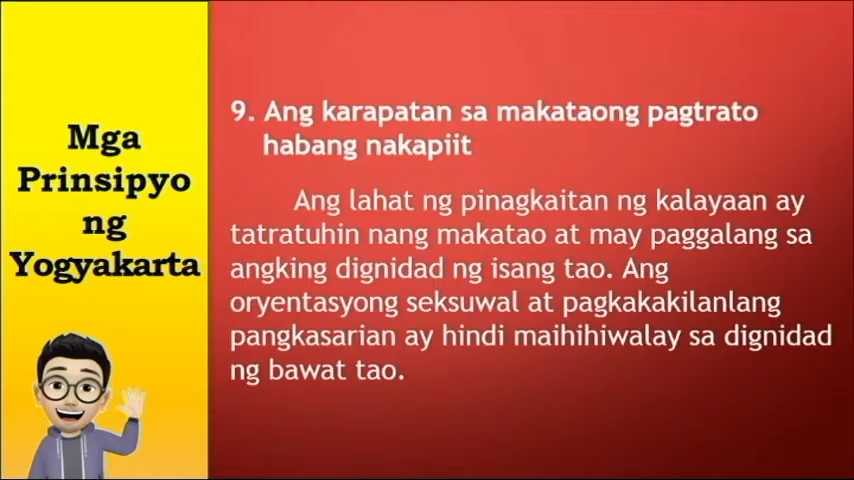 Mga
Prinsipyo
ng
Yogyakarta
9. Ang karapatan sa makataong pagtrato
habang nakapiit
Ang lahat ng pinagkaitan ng kalayaan ay
tatratuhin nang makatao at may paggalang sa
angking dignidad ng isang tao. Ang
oryentasyong seksuwal at pagkakakilanlang
pangkasarian ay hindi maihihiwalay sa dignidad
ng bawat tao.